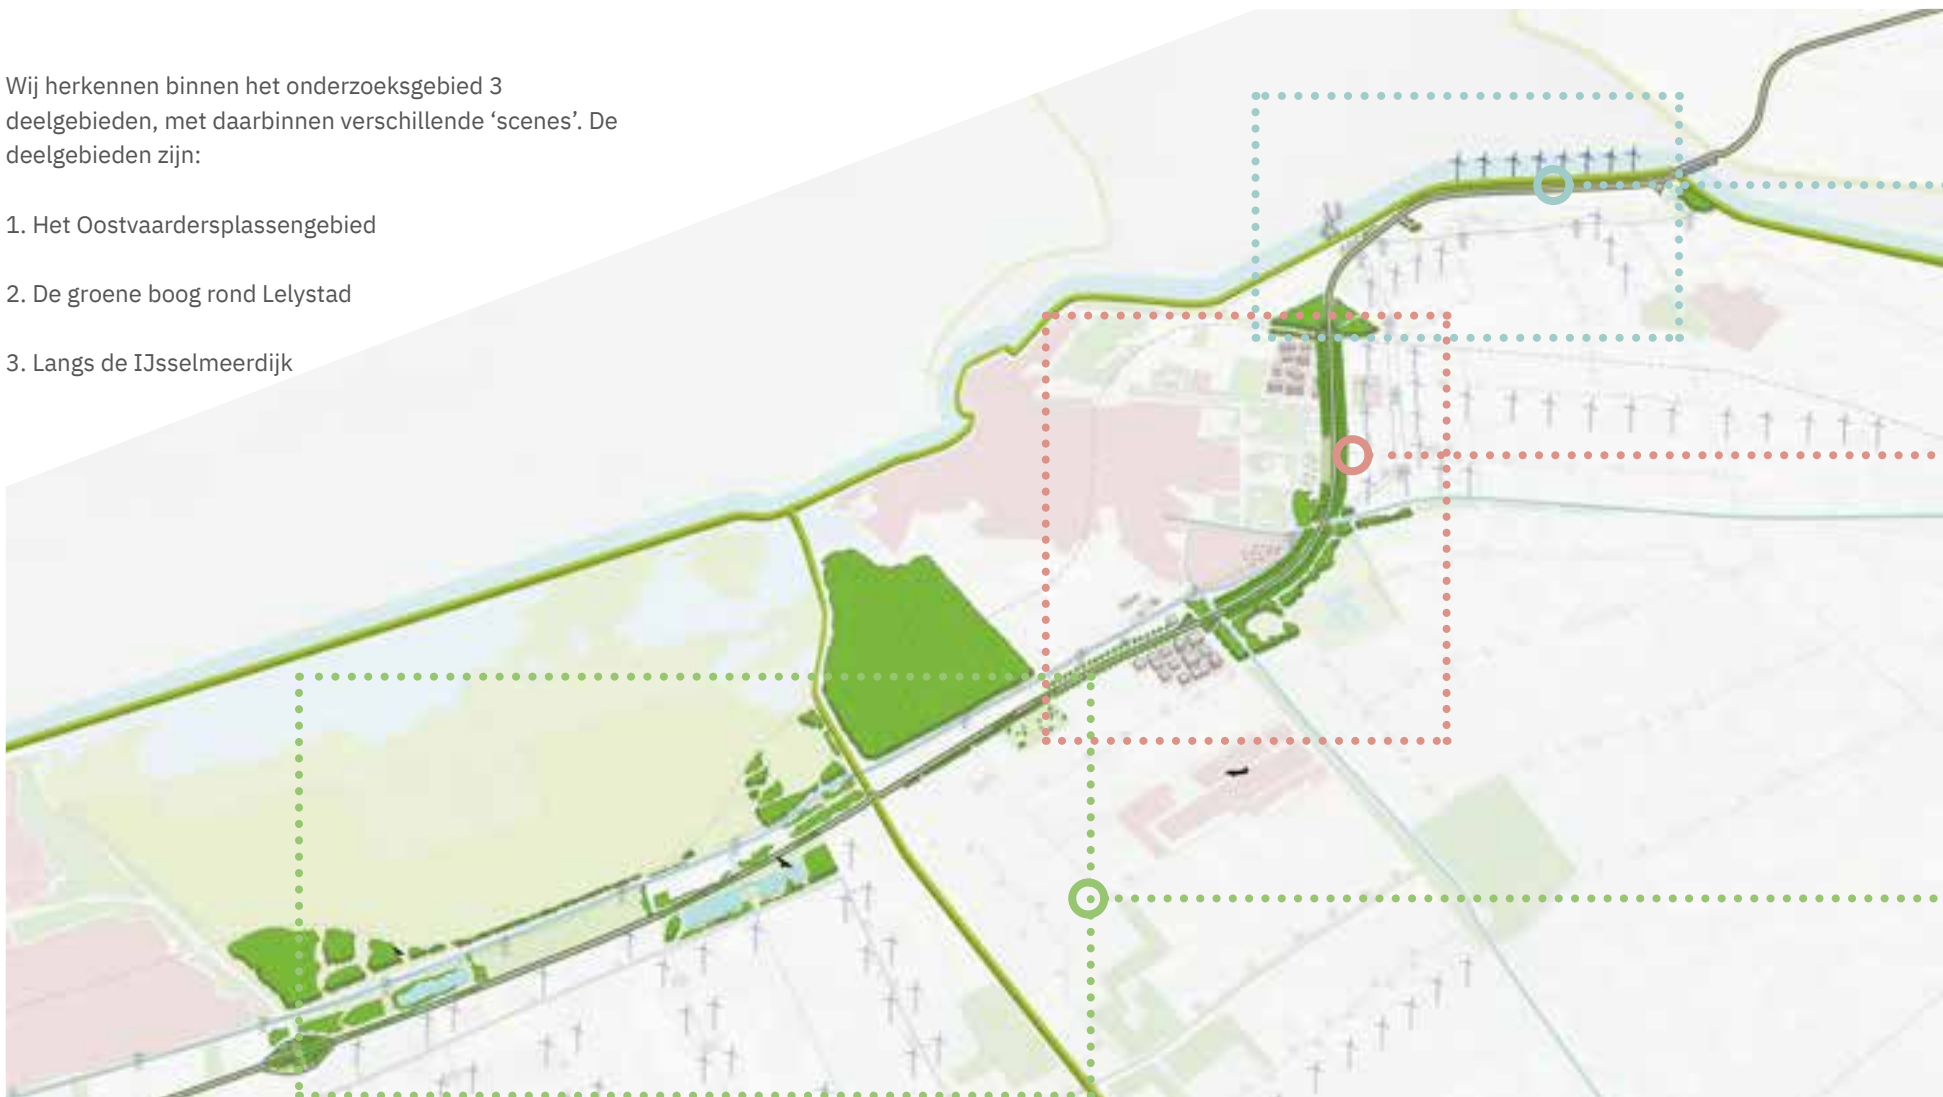 Wij herkennen binnen het onderzoeksgebied 3
deelgebieden, met daarbinnen verschillende ‘scenes’. De
deelgebieden zijn:
1. Het Oostvaardersplassengebied
2. De groene boog rond Lelystad
3. Langs de IJsselmeerdijk